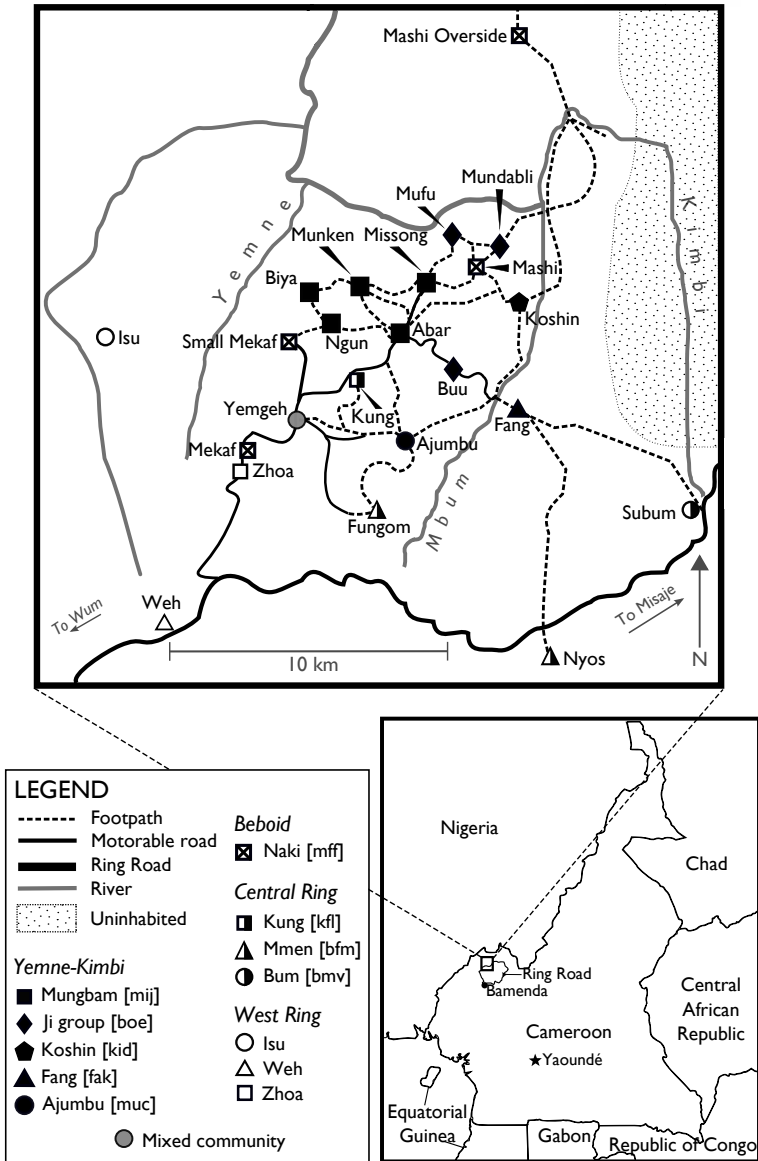 Mashi Overside
Mundabli
Mufu
Kimbi
Yemne
Munken
Missong
Mashi
Biya
Koshin
Isu
Small Mekaf
Ngun
Abar
Buu
Yemgeh
Kung
Fang
Mekaf
Ajumbu
Zhoa
Mbum
Fungom
Subum
Weh
To Wum
To Misaje
10 km
Nyos
N
LEGEND
Footpath
Motorable road
Ring Road
River
Uninhabited
Yemne-Kimbi
Mungbam [mij]
Ji group [boe]
Koshin [kid]
Fang [fak]
Ajumbu [muc]
Beboid
Naki [mff]
Central Ring
Kung [kfl]
Mmen [bfm]
Bum [bmv]
West Ring
Isu
Weh
Zhoa
Mixed community
Nigeria
Chad
Ring Road
Bamenda
Central
African
Republic
Cameroon
Yaoundé
Equatorial
Guinea
Gabon
Republic of Congo